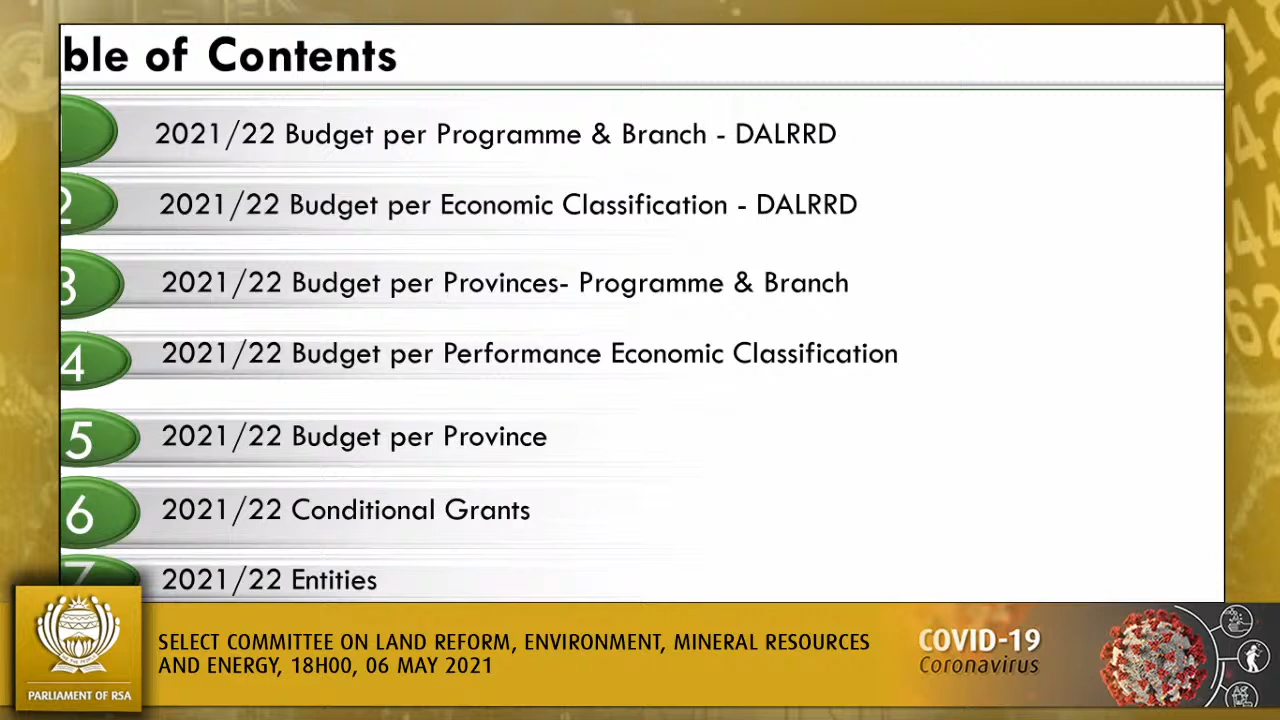 ble of Contents
1 2021/22 Budget per Programme & Branch - DALRRD
2 2021/22 Budget per Economic Classification - DALRRD
3 2021/22 Budget per Provinces- Programme & Branch
4 2021/22 Budget per Performance Economic Classification
5 2021/22 Budget per Province
6 2021/22 Conditional Grants
7 2021/22 Entities
SELECT COMMITTEE ON LAND REFORM, ENVIRONMENT, MINERAL RESOURCES
AND ENERGY, 18H00, 06 MAY 2021
PARLIAMENT OF RSA
COVID-19
Coronavirus